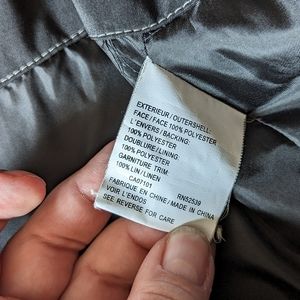 EXTERIEUR/OUTERSHELL:
FACE/FACE 100% POLYESTER
L'ENVERS/BACKING:
100% POLYESTER
DOUBLURE/LINING:
100% POLYESTER
GARNITURE TRIM:
100% LIN/LINEN
CA07101 RN52539
FABRIQUE EN CHINE/MADE IN CHINA
VOIR L'ENDOS
SEE REVERSE FOR CARE